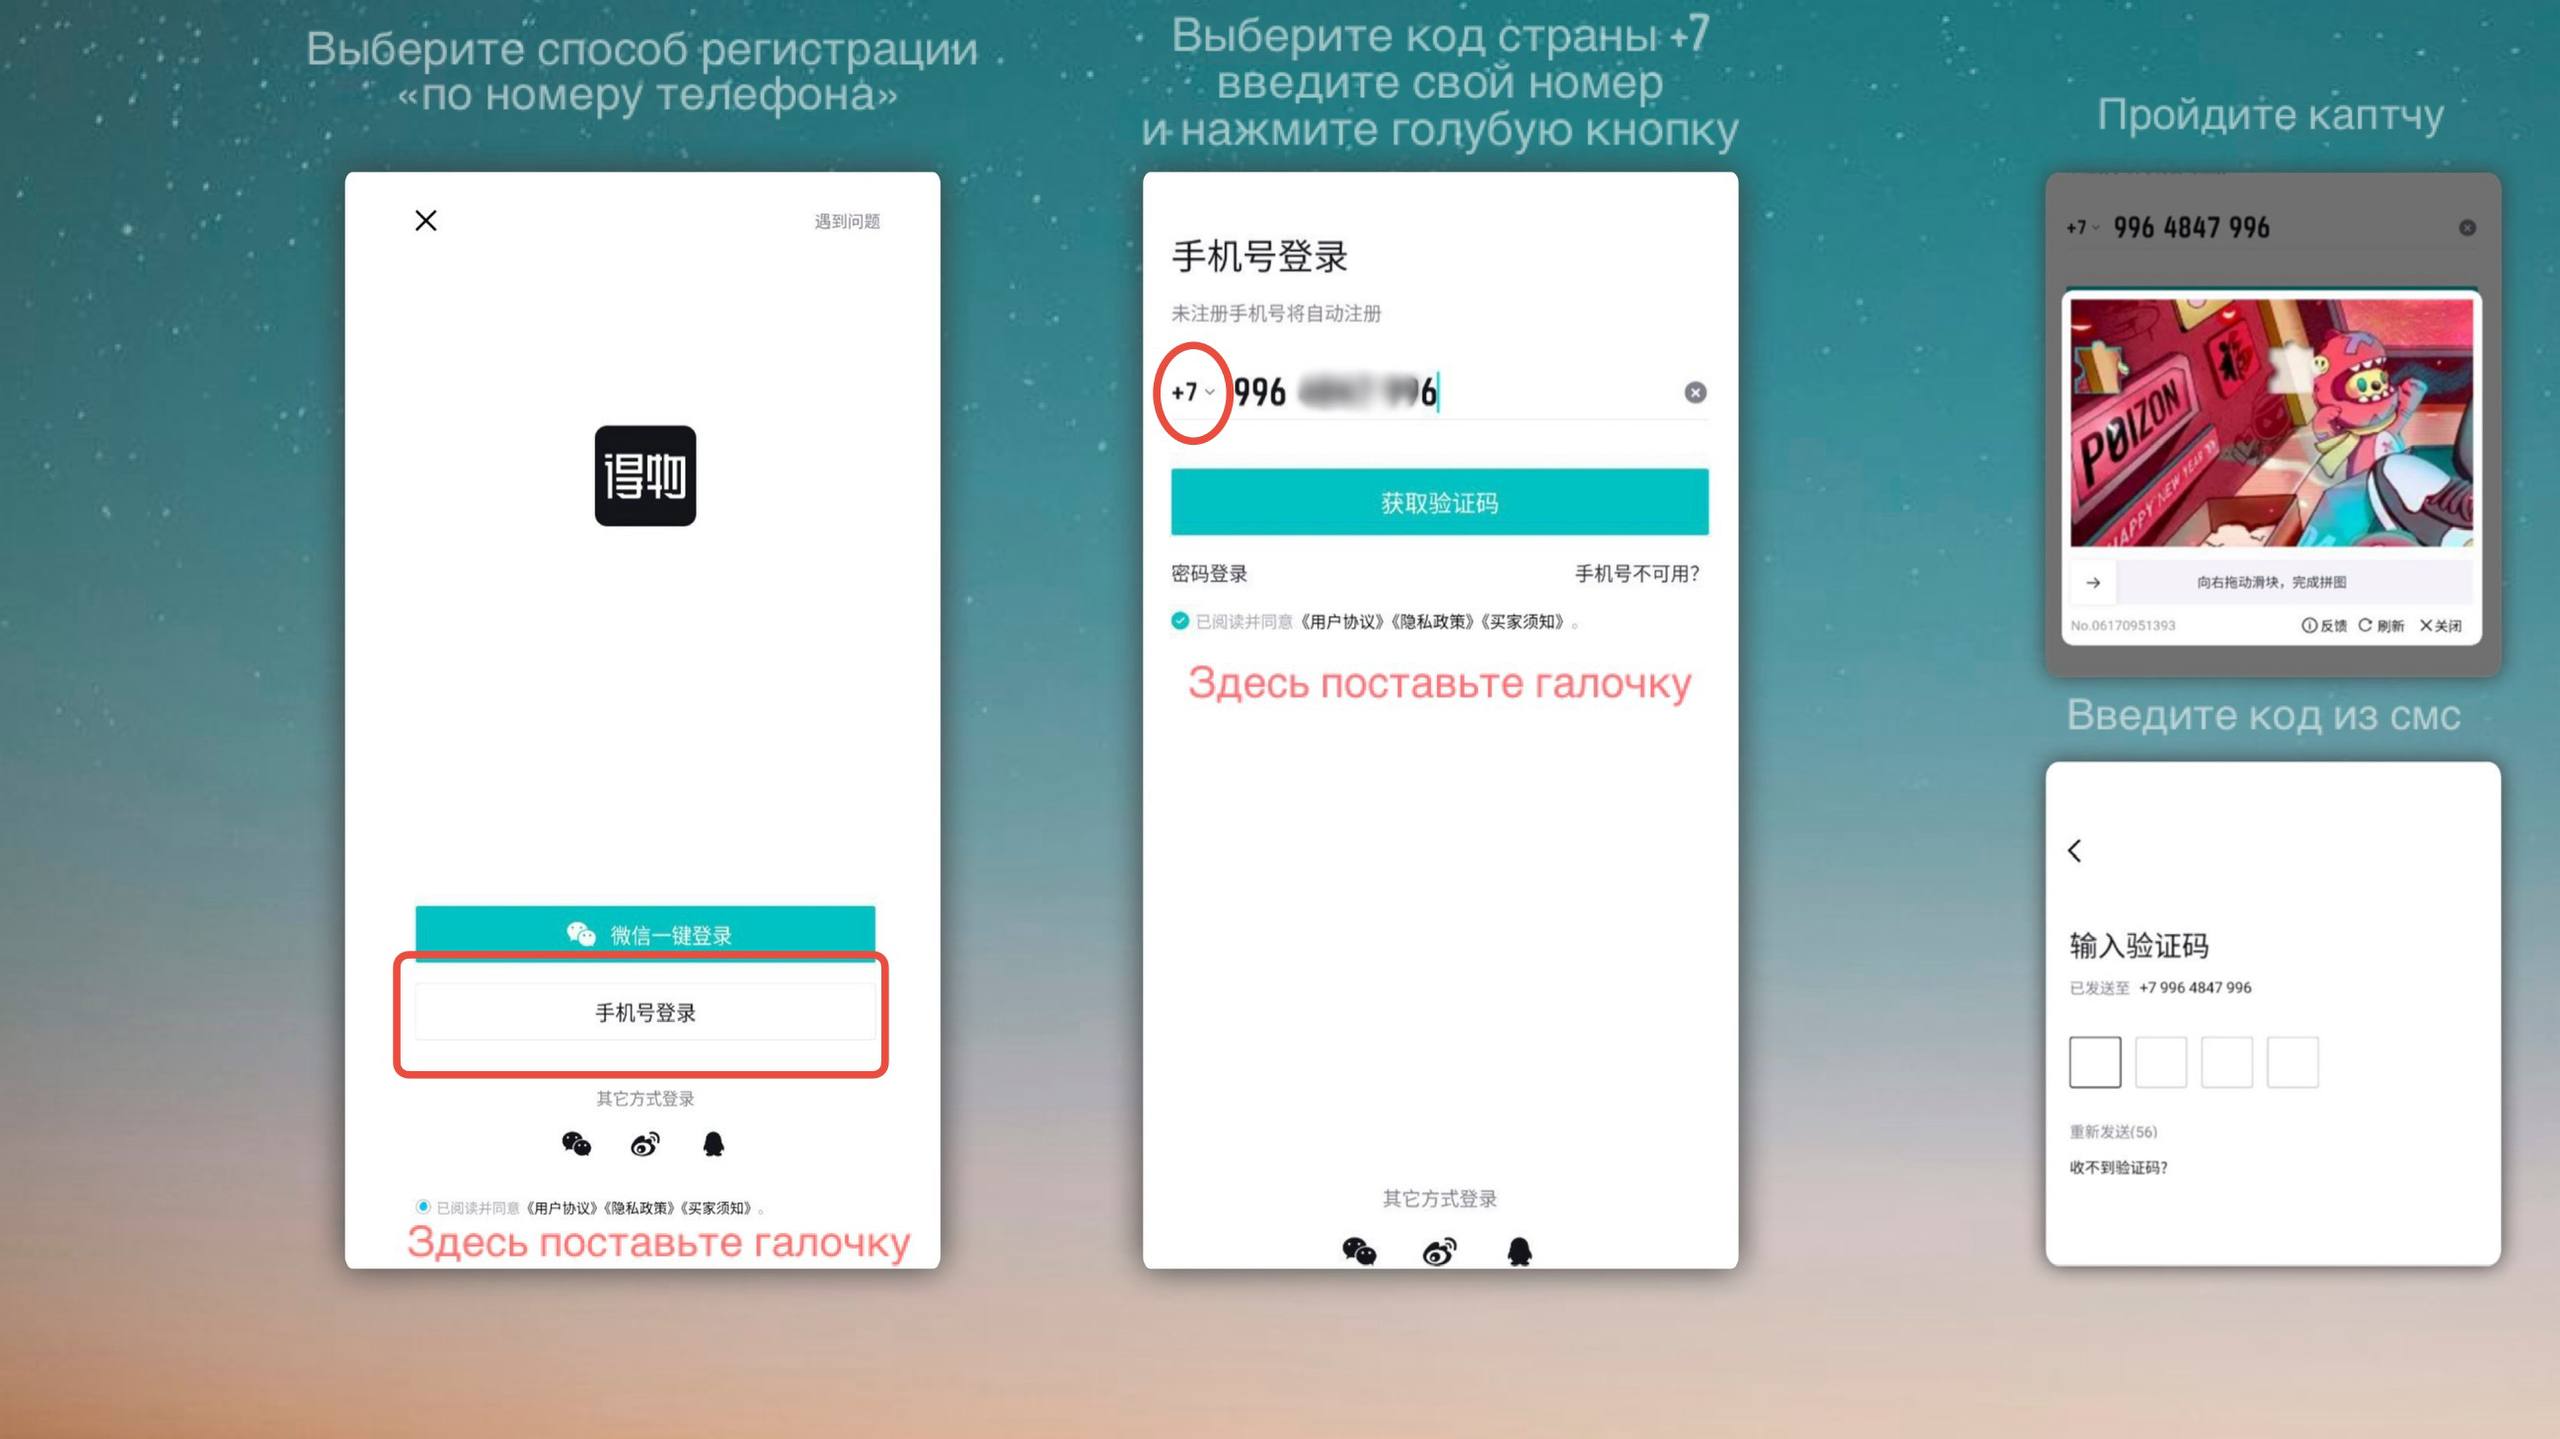 Выберите способ регистрации
«по номеру телефона»
遇到问题
得物
微信一键登录
手机号登录
其它方式登录
已阅读并同意《用户协议》《隐私政策》《买家须知》。
Здесь поставьте галочку
Выберите код страны +7
введите свой номер
и нажмите голубую кнопку
手机号登录
未注册手机号将自动注册
+7 996 6
获取验证码
密码登录 手机号不可用？
已阅读并同意《用户协议》《隐私政策》《买家须知》。
Здесь поставьте галочку
其它方式登录
Пройдите каптчу
+7 996 4847 996
POIZON
HAPPY NEW YEAR
向右拖动滑块，完成拼图
No.06170951393 反馈 刷新 关闭
Введите код из смс
输入验证码
已发送至 +7 996 4847 996
重新发送(56)
收不到验证码？